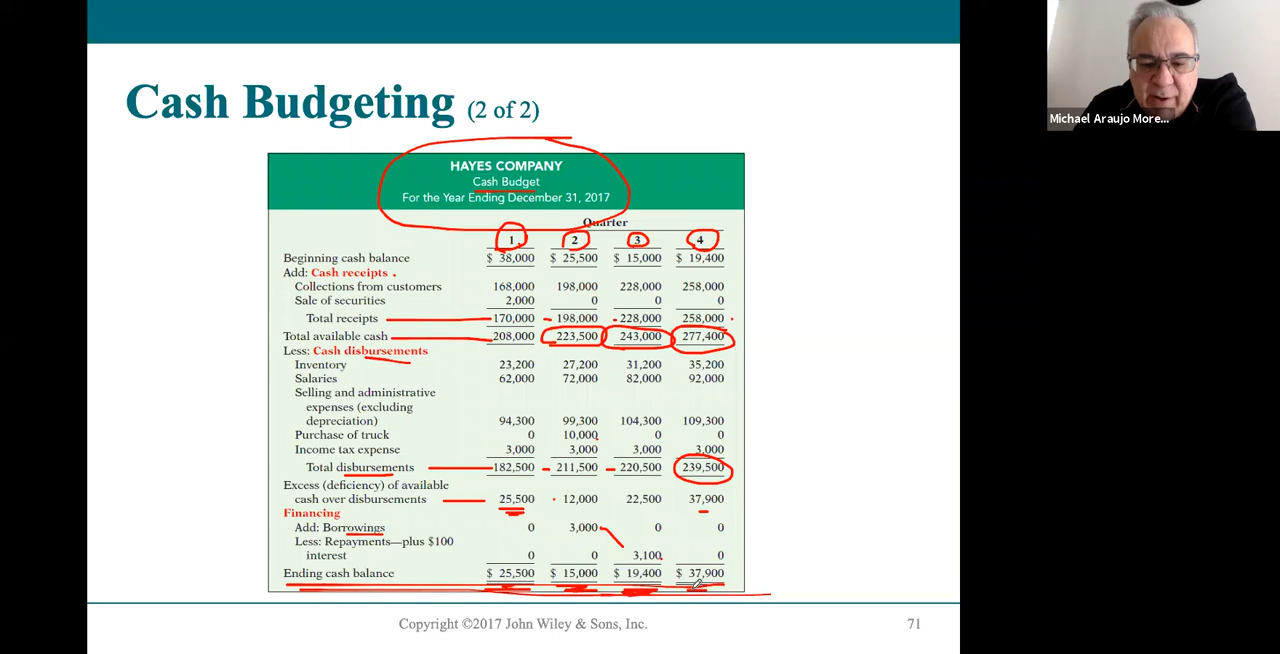 Cash Budgeting (2 of 2)
HAYES COMPANY
Cash Budget
For the Year Ending December 31, 2017
Quarter
1 2 3 4
Beginning cash balance $ 38,000 $ 25,500 $ 15,000 $ 19,400
Add: Cash receipts
Collections from customers 168,000 198,000 228,000 258,000
Sale of securities 2,000 0 0 0
Total receipts 170,000 198,000 228,000 258,000
Total available cash 208,000 223,500 243,000 277,400
Less: Cash disbursements
Inventory 23,200 27,200 31,200 35,200
Salaries 62,000 72,000 82,000 92,000
Selling and administrative
expenses (excluding
depreciation) 94,300 99,300 104,300 109,300
Purchase of truck 0 10,000 0 0
Income tax expense 3,000 3,000 3,000 3,000
Total disbursements 182,500 211,500 220,500 239,500
Excess (deficiency) of available
cash over disbursements 25,500 12,000 22,500 37,900
Financing
Add: Borrowings 0 3,000 0 0
Less: Repayments—plus $100
interest 0 0 3,100 0
Ending cash balance $ 25,500 $ 15,000 $ 19,400 $ 37,900
Copyright ©2017 John Wiley & Sons, Inc. 71
Michael Araujo More...